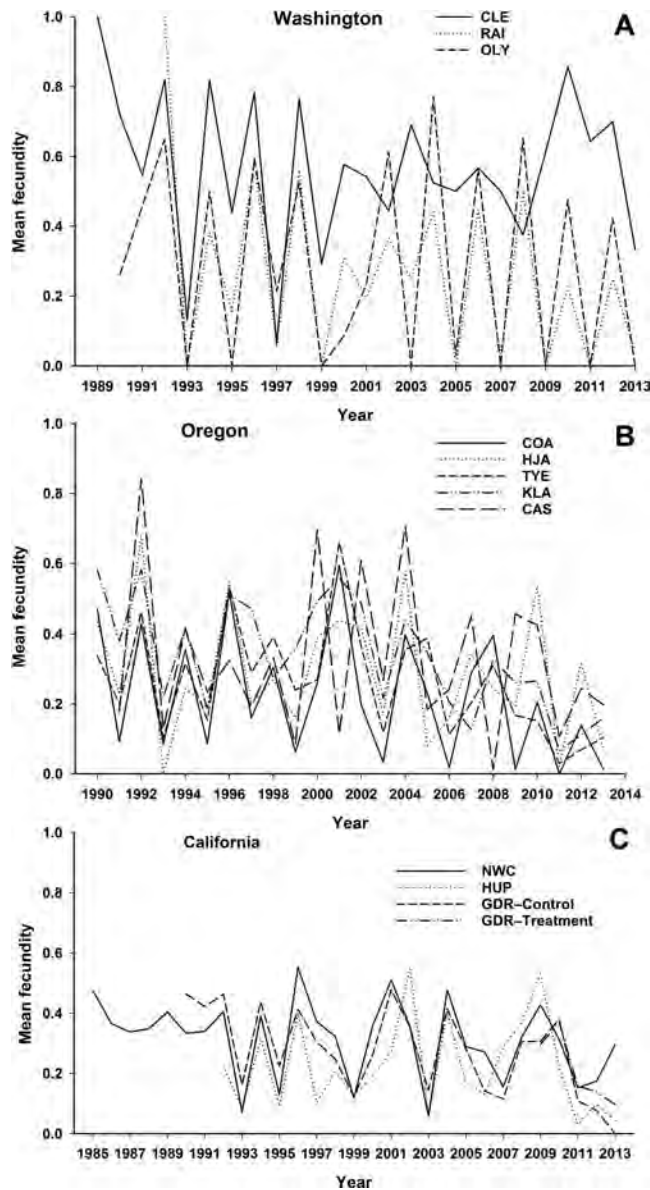 Washington
A
CLE
RAI
OLY
Mean fecundity
1.0
0.8
0.6
0.4
0.2
0.0
1989 1991 1993 1995 1997 1999 2001 2003 2005 2007 2009 2011 2013
Year
Oregon
B
COA
HJA
TYE
KLA
CAS
Mean fecundity
1.0
0.8
0.6
0.4
0.2
0.0
1990 1992 1994 1996 1998 2000 2002 2004 2006 2008 2010 2012 2014
Year
California
C
NWC
HUP
GDR–Control
GDR–Treatment
Mean fecundity
1.0
0.8
0.6
0.4
0.2
0.0
1985 1987 1989 1991 1993 1995 1997 1999 2001 2003 2005 2007 2009 2011 2013
Year